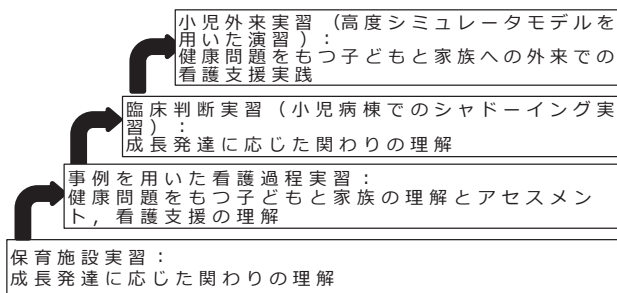 小児外来実習（高度シミュレータモデルを
用いた演習）：
健康問題をもつ子どもと家族への外来での
看護支援実践
臨床判断実習（小児病棟でのシャドーイング実
習）：
成長発達に応じた関わりの理解
事例を用いた看護過程実習：
健康問題をもつ子どもと家族の理解とアセスメン
ト，看護支援の理解
保育施設実習：
成長発達に応じた関わりの理解